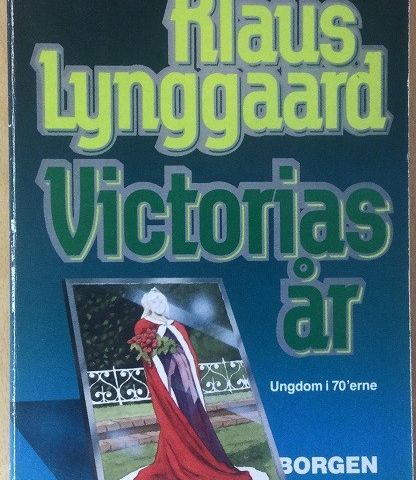 Klaus
Lynggaard
Victorias
år
Ungdom i 70'erne
BORGEN